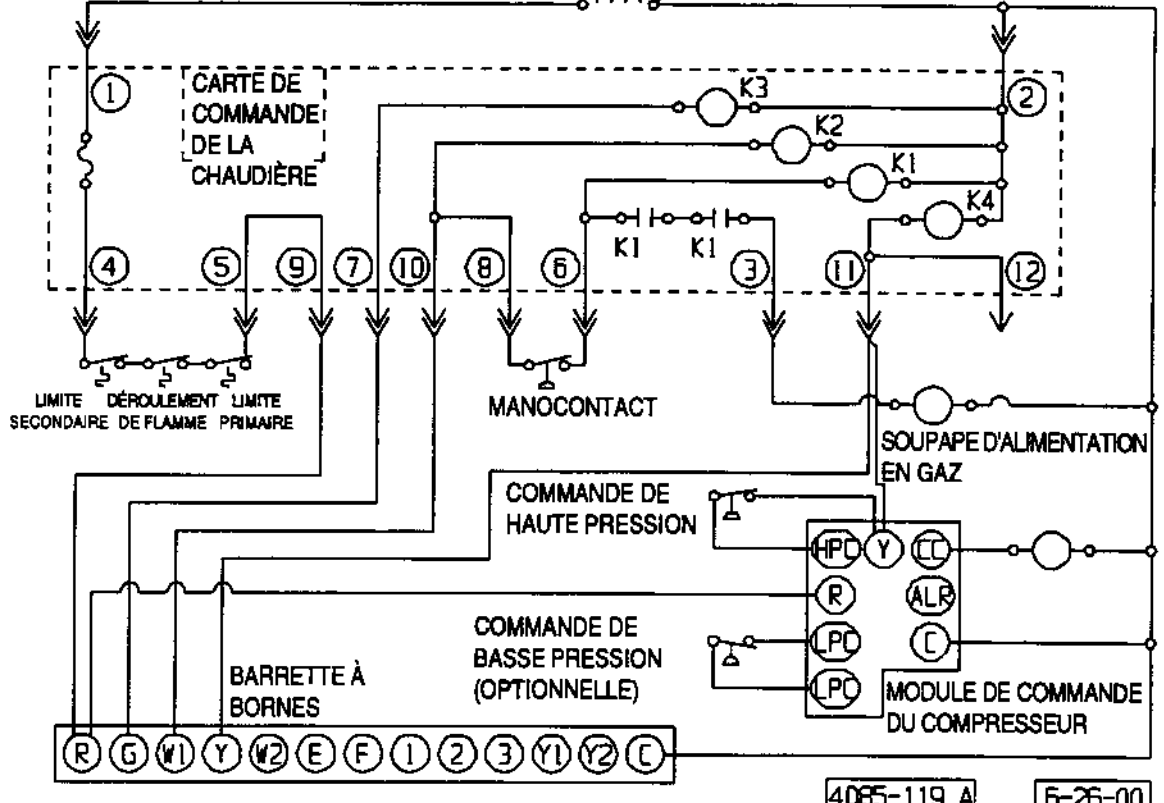 1
CARTE DE
COMMANDE
DE LA
CHAUDIÈRE
K3
2
K2
K1
K4
K1 K1
4 5 9 7 10 8 6 3 11 12
LIMITE DÉROULEMENT LIMITE
SECONDAIRE DE FLAMME PRIMAIRE
MANOCONTACT
SOUPAPE D'ALIMENTATION
EN GAZ
COMMANDE DE
HAUTE PRESSION
HPC Y CC
R ALR
COMMANDE DE
BASSE PRESSION
(OPTIONNELLE)
LPC C
LPC
MODULE DE COMMANDE
DU COMPRESSEUR
BARRETTE À
BORNES
R G W1 Y W2 E F 1 2 3 Y1 Y2 C
4085-119 A 6-26-00